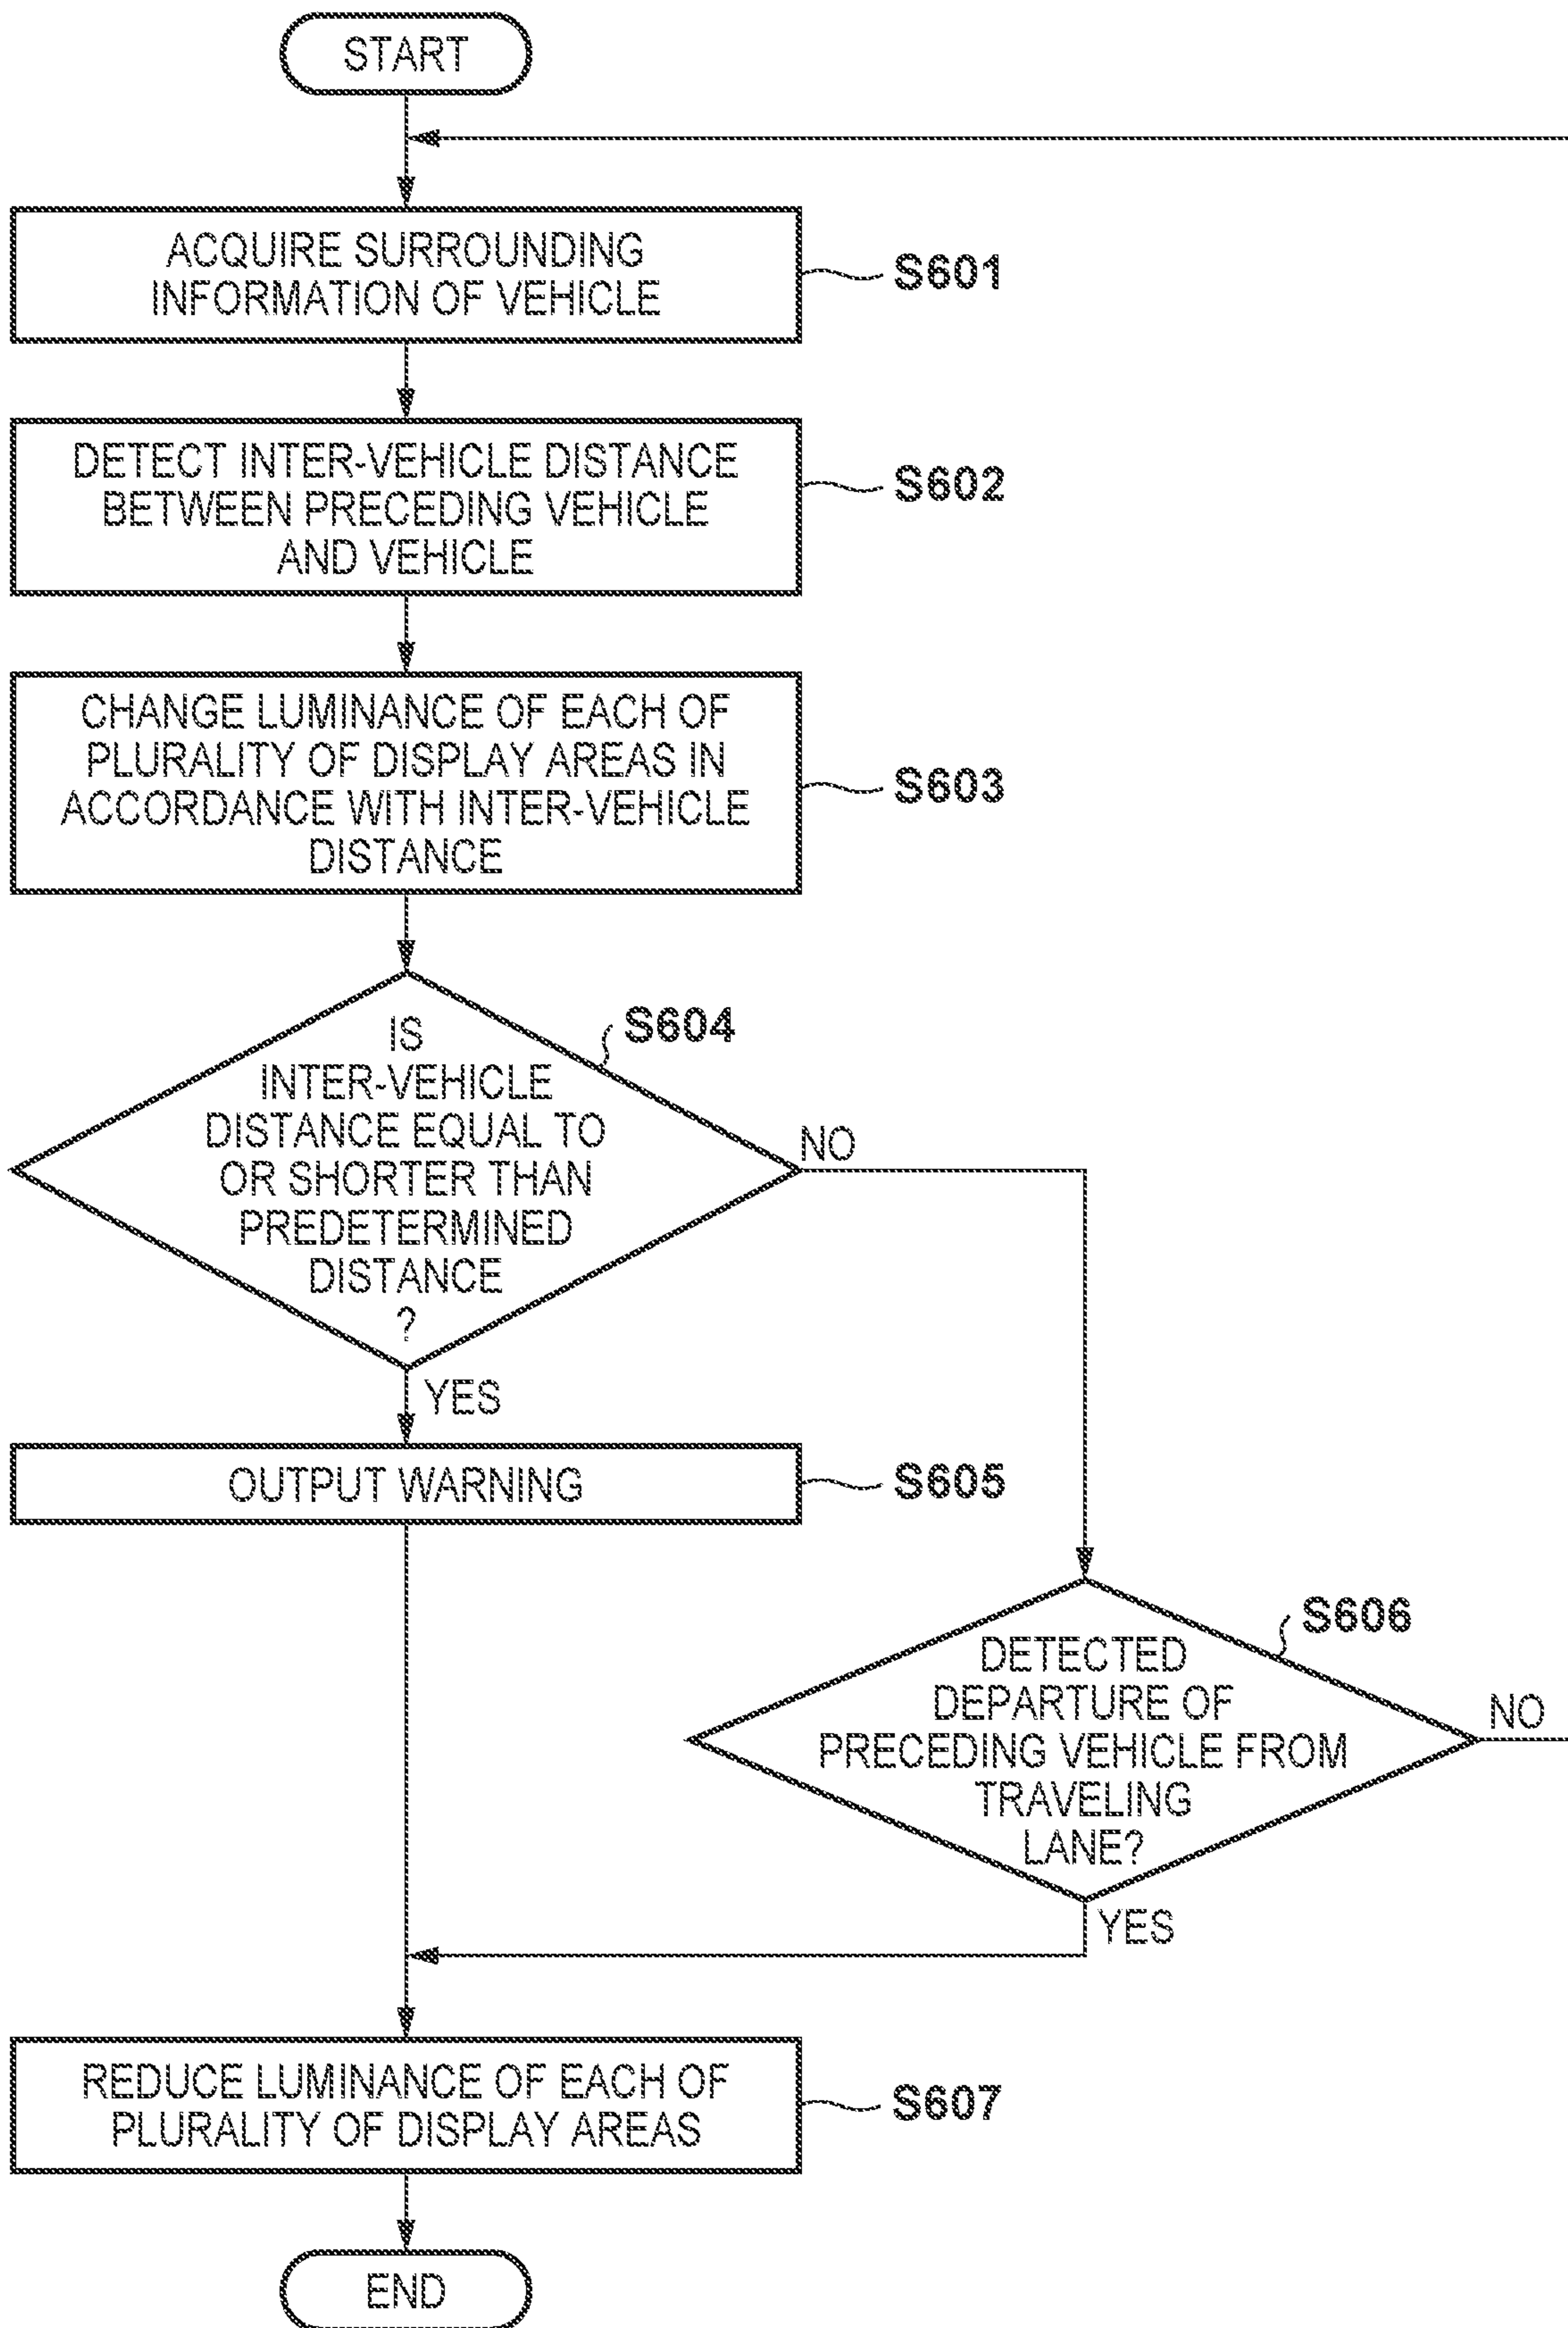 START
ACQUIRE SURROUNDING
INFORMATION OF VEHICLE
S601
DETECT INTER-VEHICLE DISTANCE
BETWEEN PRECEDING VEHICLE
AND VEHICLE
S602
CHANGE LUMINANCE OF EACH OF
PLURALITY OF DISPLAY AREAS IN
ACCORDANCE WITH INTER-VEHICLE
DISTANCE
S603
S604
IS
INTER-VEHICLE
DISTANCE EQUAL TO
OR SHORTER THAN
PREDETERMINED
DISTANCE
?
NO
YES
OUTPUT WARNING
S605
S606
DETECTED
DEPARTURE OF
PRECEDING VEHICLE FROM
TRAVELING
LANE?
NO
YES
REDUCE LUMINANCE OF EACH OF
PLURALITY OF DISPLAY AREAS
S607
END